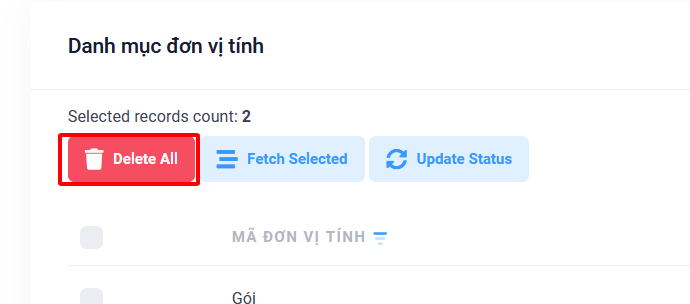 Danh mục đơn vị tính
Selected records count: 2
Delete All Fetch Selected Update Status
MÃ ĐƠN VỊ TÍNH
Gói